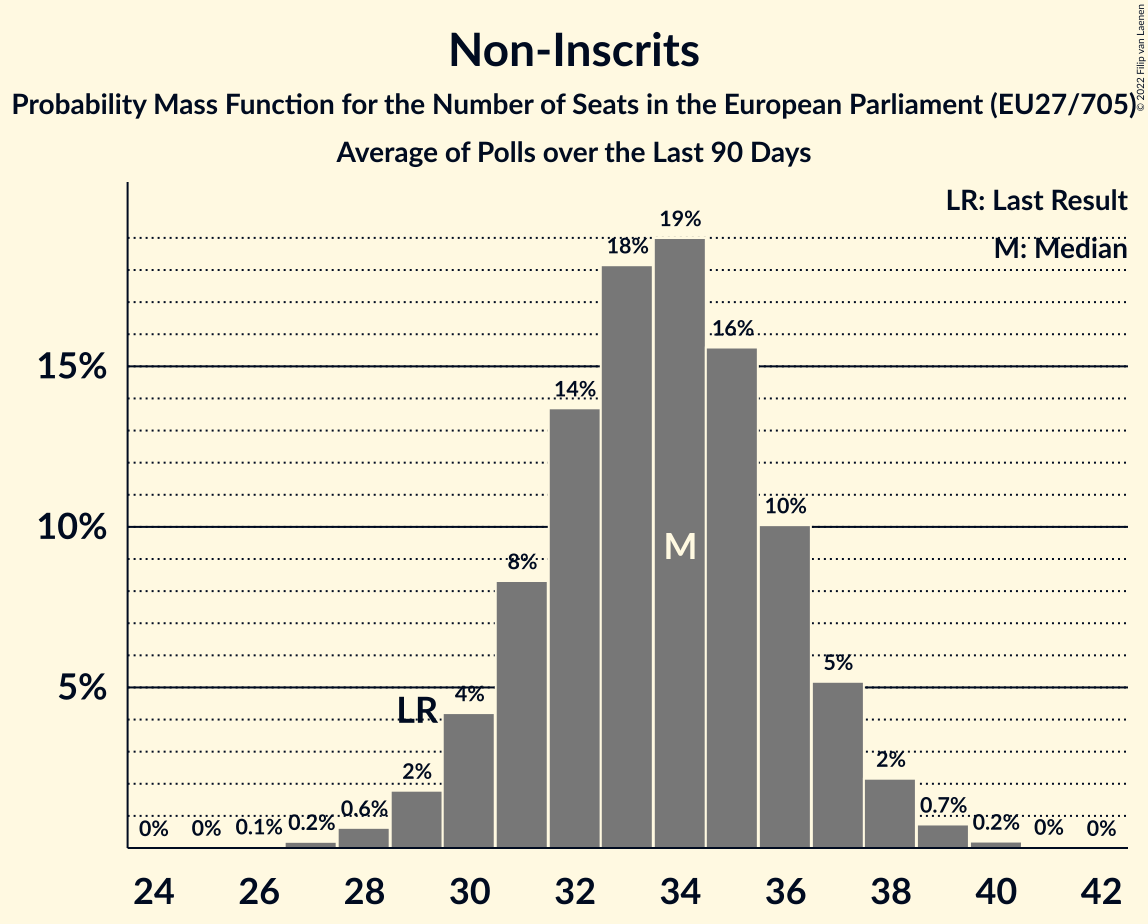 © 2022 Filip van Laenen
Non-Inscrits
Probability Mass Function for the Number of Seats in the European Parliament (EU27/705)
Average of Polls over the Last 90 Days
LR: Last Result
M: Median
15%
10%
5%
0% 0% 0.1% 0.2% 0.6% 2% 4% 8% 14% 18% 19% 16% 10% 5% 2% 0.7% 0.2% 0% 0%
LR
M
24 26 28 30 32 34 36 38 40 42